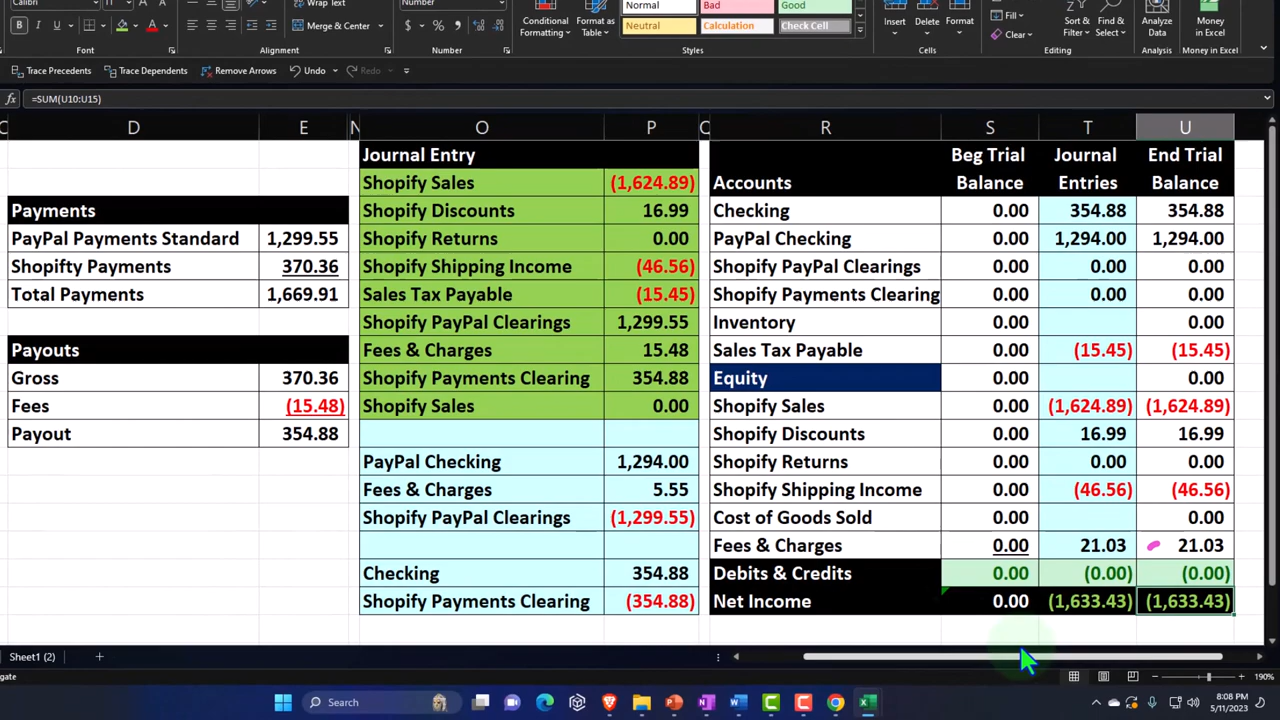 Calibri
11
Wrap Text
Number
Normal
Bad
Good
Merge & Center
$ %
Conditional Formatting
Format as Table
Neutral
Calculation
Check Cell
Insert
Delete
Format
Fill
Clear
Sort & Filter
Find & Select
Analyze Data
Money in Excel
Font
Alignment
Number
Styles
Cells
Editing
Analysis
Money in Excel
Trace Precedents Trace Dependents Remove Arrows Undo Redo
fx =SUM(U10:U15)
C D E N O P C R S T U
Payments
PayPal Payments Standard 1,299.55
Shopifty Payments 370.36
Total Payments 1,669.91
Payouts
Gross 370.36
Fees (15.48)
Payout 354.88
Journal Entry
Shopify Sales (1,624.89)
Shopify Discounts 16.99
Shopify Returns 0.00
Shopify Shipping Income (46.56)
Sales Tax Payable (15.45)
Shopify PayPal Clearings 1,299.55
Fees & Charges 15.48
Shopify Payments Clearing 354.88
Shopify Sales 0.00
PayPal Checking 1,294.00
Fees & Charges 5.55
Shopify PayPal Clearings (1,299.55)
Checking 354.88
Shopify Payments Clearing (354.88)
Beg Trial Journal End Trial
Accounts Balance Entries Balance
Checking 0.00 354.88 354.88
PayPal Checking 0.00 1,294.00 1,294.00
Shopify PayPal Clearings 0.00 0.00 0.00
Shopify Payments Clearing 0.00 0.00 0.00
Inventory 0.00 0.00
Sales Tax Payable 0.00 (15.45) (15.45)
Equity 0.00 0.00
Shopify Sales 0.00 (1,624.89) (1,624.89)
Shopify Discounts 0.00 16.99 16.99
Shopify Returns 0.00 0.00 0.00
Shopify Shipping Income 0.00 (46.56) (46.56)
Cost of Goods Sold 0.00 0.00
Fees & Charges 0.00 21.03 21.03
Debits & Credits 0.00 (0.00) (0.00)
Net Income 0.00 (1,633.43) (1,633.43)
Sheet1 (2)
gate
190%
Search
8:08 PM
5/11/2023